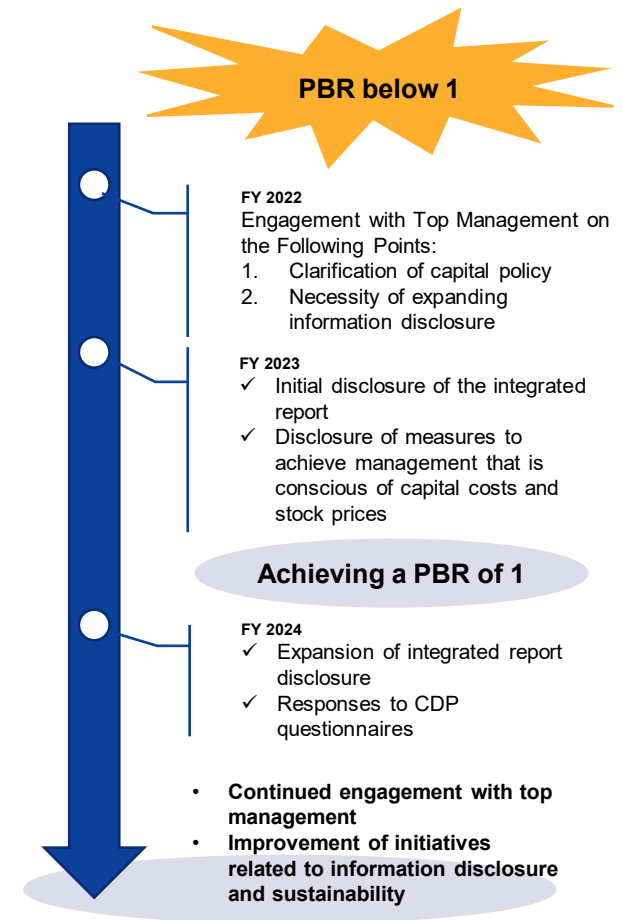 PBR below 1
FY 2022
Engagement with Top Management on
the Following Points:
1. Clarification of capital policy
2. Necessity of expanding
information disclosure
FY 2023
✓ Initial disclosure of the integrated
report
✓ Disclosure of measures to
achieve management that is
conscious of capital costs and
stock prices
Achieving a PBR of 1
FY 2024
✓ Expansion of integrated report
disclosure
✓ Responses to CDP
questionnaires
• Continued engagement with top
management
• Improvement of initiatives
related to information disclosure
and sustainability